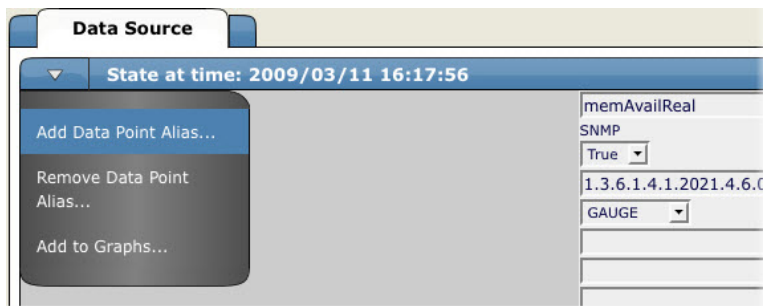 Data Source
State at time: 2009/03/11 16:17:56
memAvailReal
Add Data Point Alias...
SNMP
True
Remove Data Point
Alias...
1.3.6.1.4.1.2021.4.6.0
GAUGE
Add to Graphs...